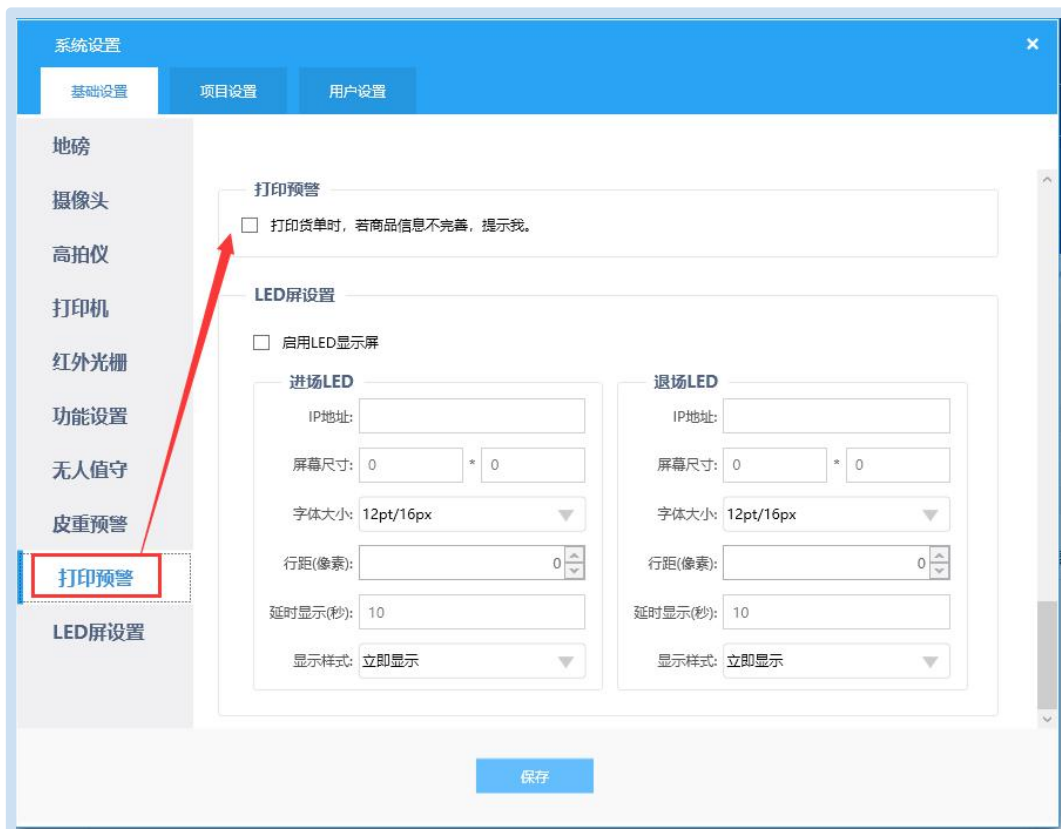 系统设置
×
基础设置 项目设置 用户设置
地磅
摄像头
高拍仪
打印机
红外光栅
功能设置
无人值守
皮重预警
打印预警
LED屏设置
打印预警
打印货单时，若商品信息不完善，提示我。
LED屏设置
启用LED显示屏
进场LED
IP地址:
屏幕尺寸: 0 * 0
字体大小: 12pt/16px
行距(像素): 0
延时显示(秒): 10
显示样式: 立即显示
退场LED
IP地址:
屏幕尺寸: 0 * 0
字体大小: 12pt/16px
行距(像素): 0
延时显示(秒): 10
显示样式: 立即显示
保存